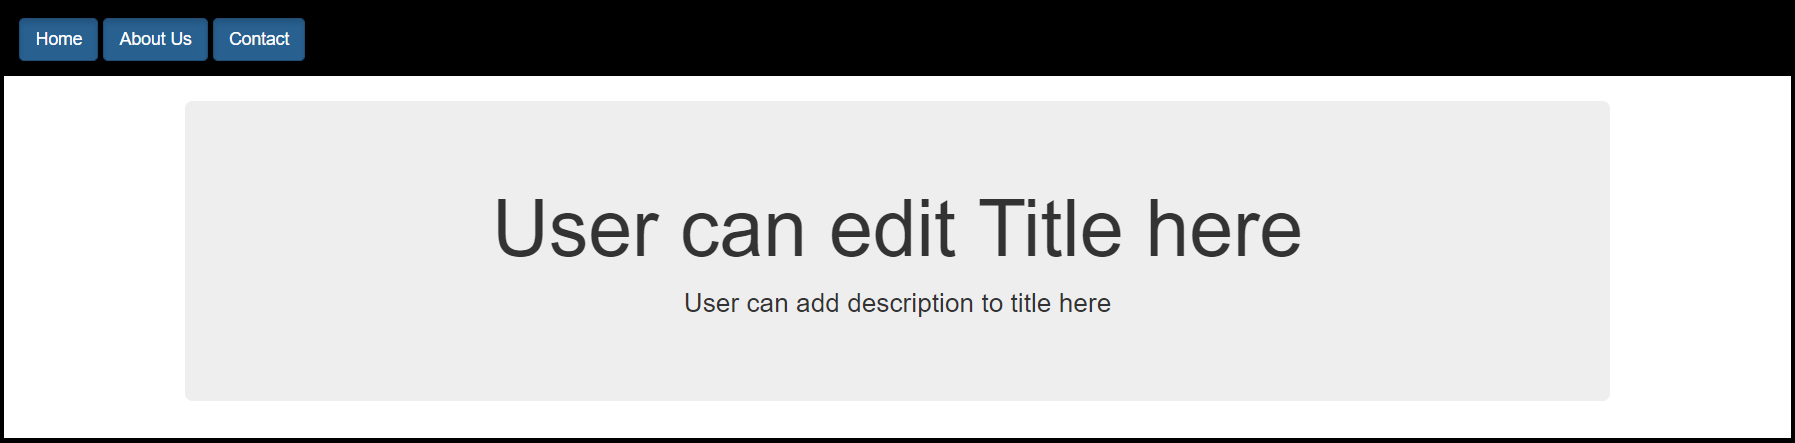 Home About Us Contact
User can edit Title here
User can add description to title here